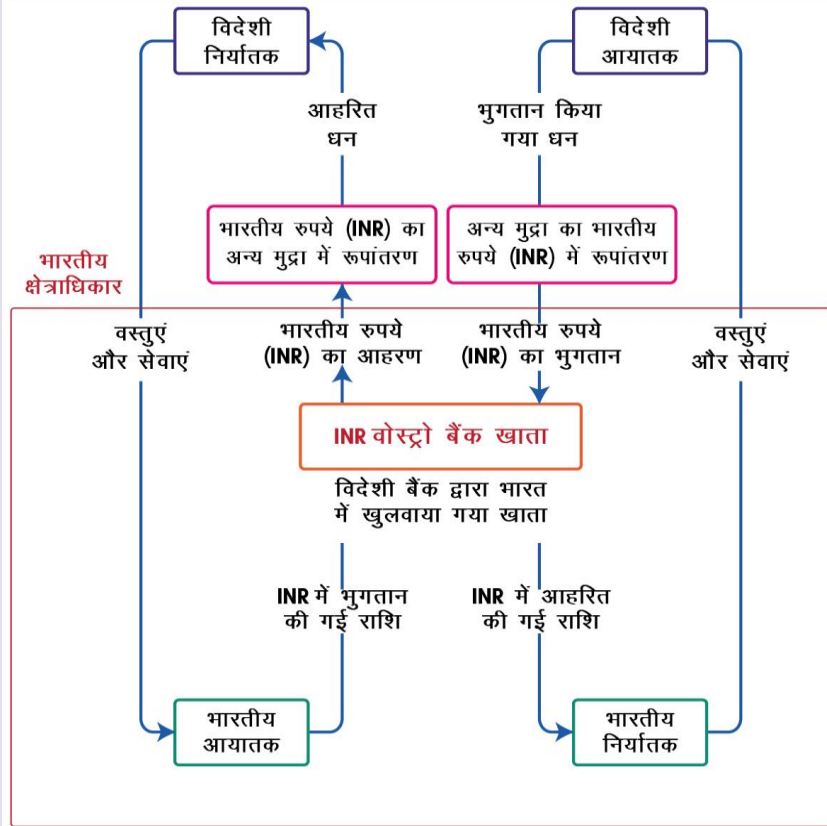 विदेशी
निर्यातक
विदेशी
आयातक
आहरित
धन
भुगतान किया
गया धन
भारतीय रुपये (INR) का
अन्य मुद्रा में रूपांतरण
अन्य मुद्रा का भारतीय
रुपये (INR) में रूपांतरण
भारतीय
क्षेत्राधिकार
वस्तुएं
और सेवाएं
भारतीय रुपये
(INR) का आहरण
भारतीय रुपये
(INR) का भुगतान
वस्तुएं
और सेवाएं
INR वोस्ट्रो बैंक खाता
विदेशी बैंक द्वारा भारत
में खुलवाया गया खाता
INR में भुगतान
की गई राशि
INR में आहरित
की गई राशि
भारतीय
आयातक
भारतीय
निर्यातक